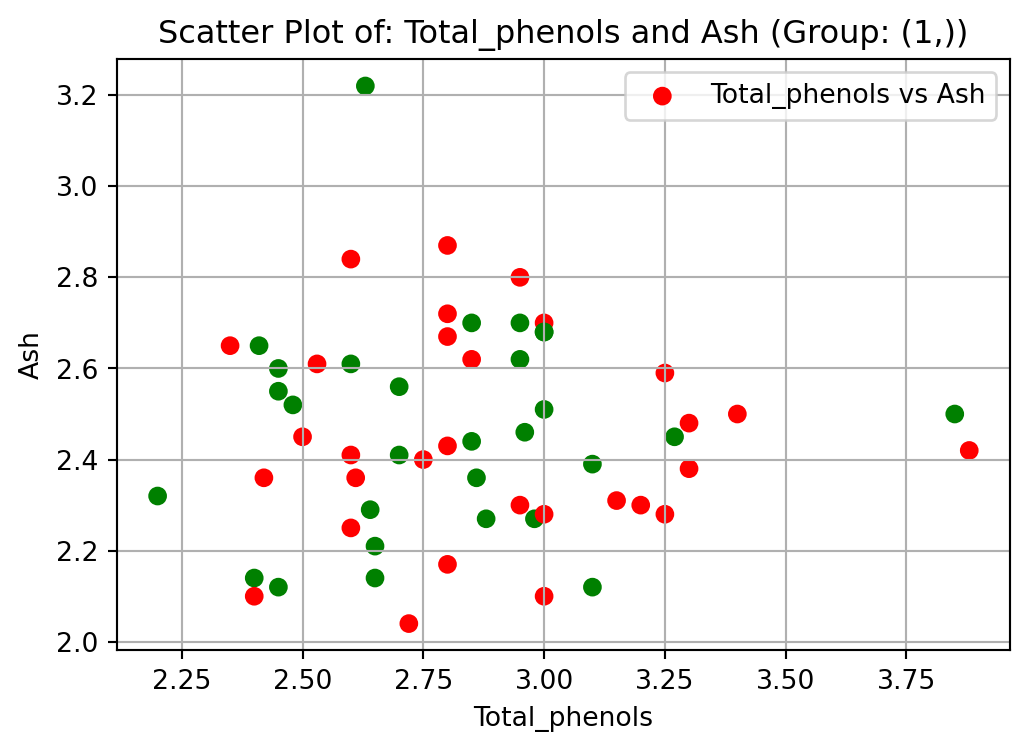 Scatter Plot of: Total_phenols and Ash (Group: (1,))
Total_phenols vs Ash
3.2
3.0
2.8
2.6
2.4
2.2
2.0
Ash
2.25 2.50 2.75 3.00 3.25 3.50 3.75
Total_phenols